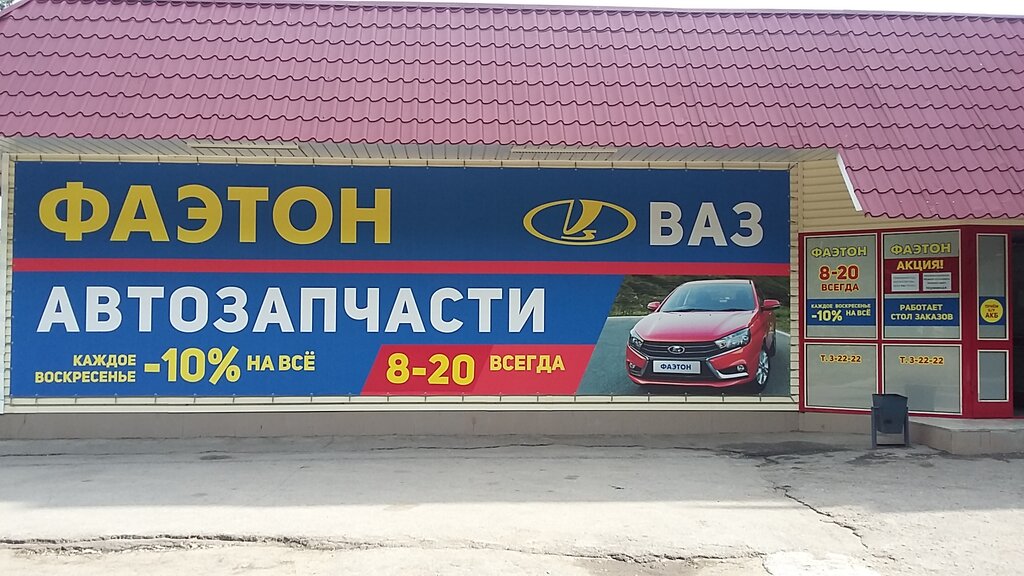 ФАЭТОН
ВАЗ
АВТОЗАПЧАСТИ
КАЖДОЕ
ВОСКРЕСЕНЬЕ
-10% НА ВСЁ
8-20 ВСЕГДА
ФАЭТОН
ФАЭТОН
8-20
ВСЕГДА
КАЖДОЕ ВОСКРЕСЕНЬЕ
-10% НА ВСЁ
Т. 3-22-22
ФАЭТОН
АКЦИЯ!
РАБОТАЕТ
СТОЛ ЗАКАЗОВ
Т. 3-22-22
ПРИЁМ
Б/У
АКБ